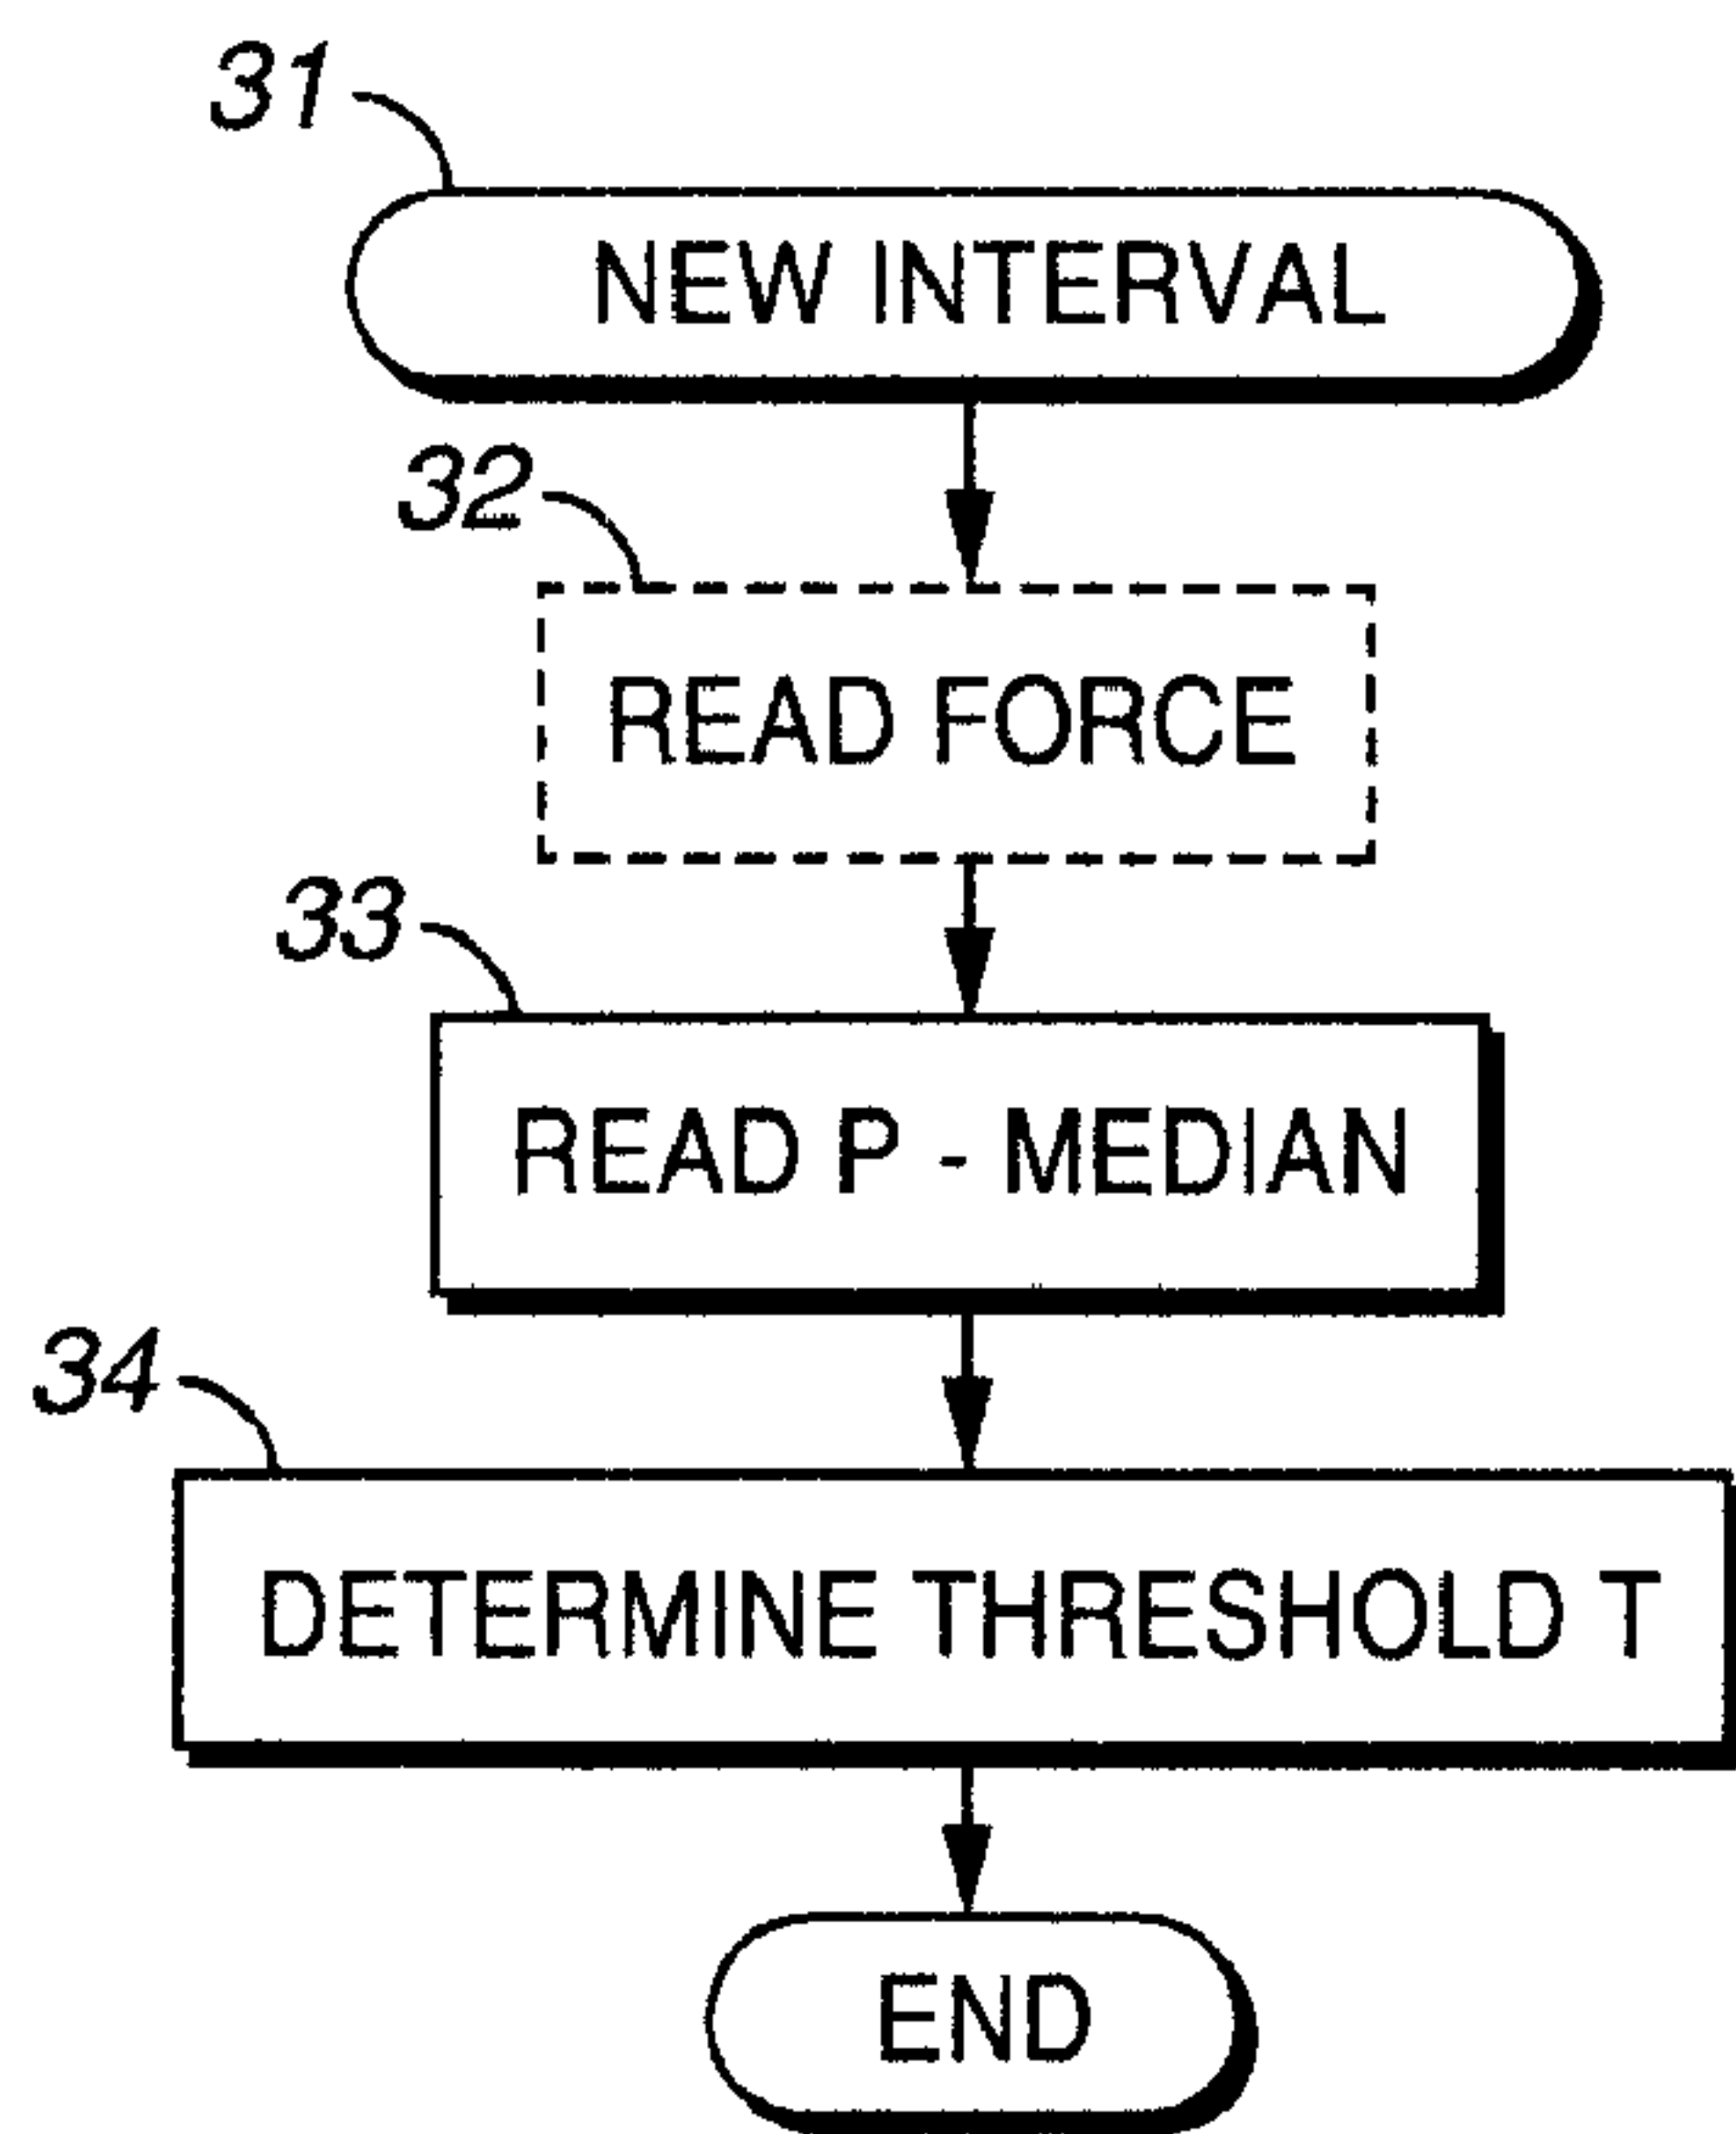 31
NEW INTERVAL
32
READ FORCE
33
READ P - MEDIAN
34
DETERMINE THRESHOLD T
END